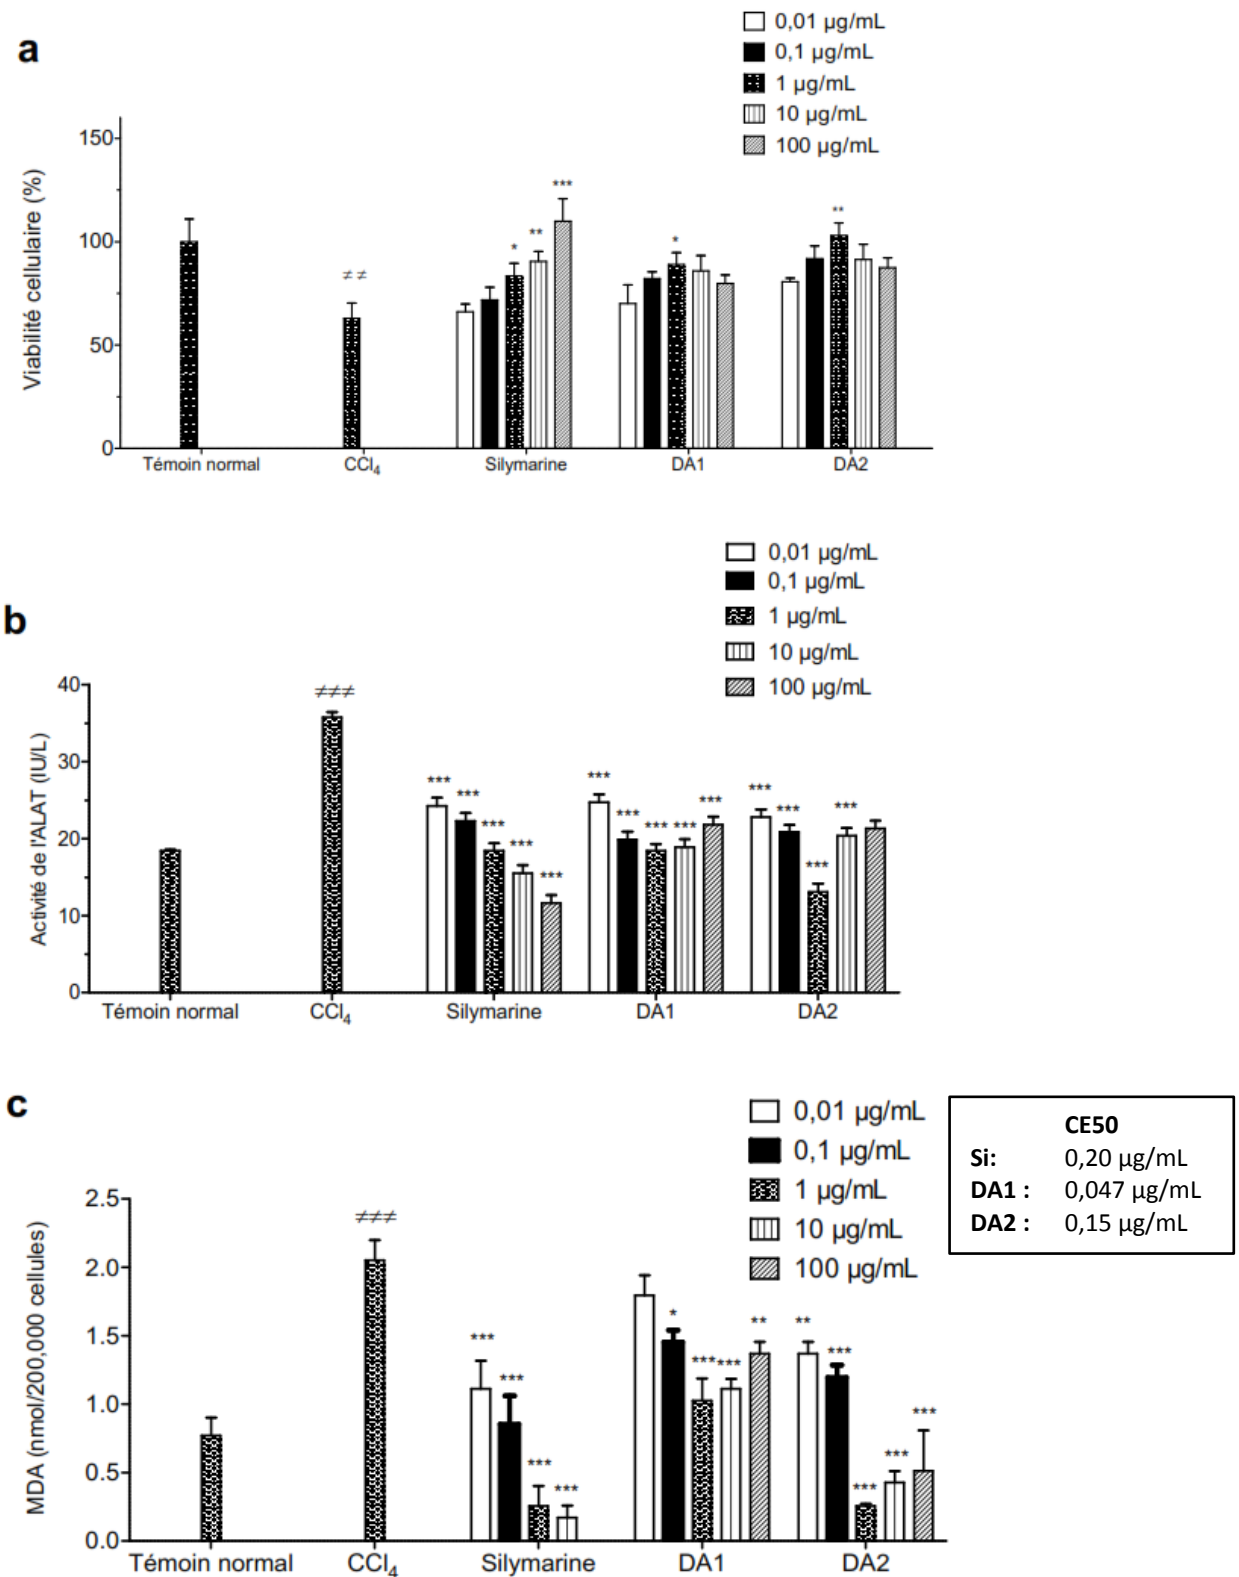 a
0,01 µg/mL
0,1 µg/mL
1 µg/mL
10 µg/mL
100 µg/mL
Viabilité cellulaire (%)
150
100
50
0
≠ ≠
*
**
***
*
**
Témoin normal
CCl₄
Silymarine
DA1
DA2
b
0,01 µg/mL
0,1 µg/mL
1 µg/mL
10 µg/mL
100 µg/mL
Activité de l'ALAT (IU/L)
40
30
20
10
0
≠≠≠
***
***
***
***
***
***
***
***
***
***
***
***
***
***
Témoin normal
CCl₄
Silymarine
DA1
DA2
c
0,01 µg/mL
0,1 µg/mL
1 µg/mL
10 µg/mL
100 µg/mL
CE50
Si: 0,20 µg/mL
DA1 : 0,047 µg/mL
DA2 : 0,15 µg/mL
MDA (nmol/200,000 cellules)
2.5
2.0
1.5
1.0
0.5
0.0
≠≠≠
***
***
***
***
*
***
***
**
**
***
***
***
***
Témoin normal
CCl₄
Silymarine
DA1
DA2